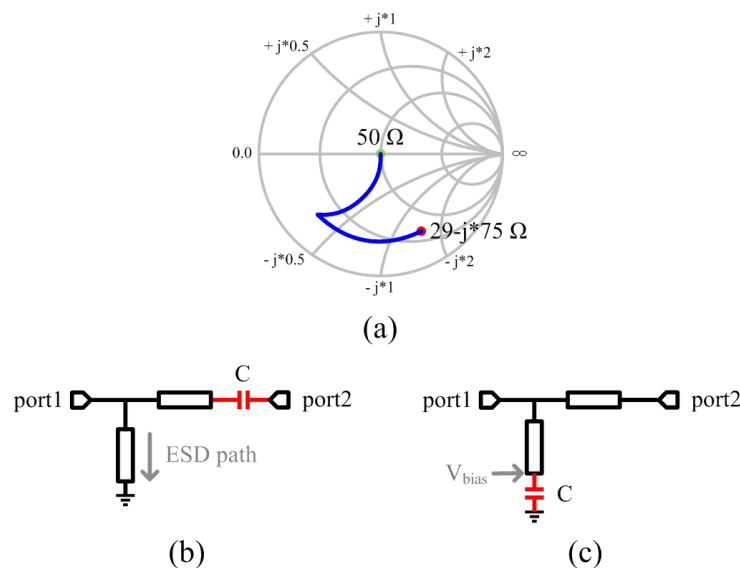 + j*1
+ j*0.5
+ j*2
50 Ω
0.0
∞
29-j*75 Ω
- j*0.5
- j*2
- j*1
(a)
C
port1
port2
ESD path
(b)
port1
port2
Vbias
C
(c)